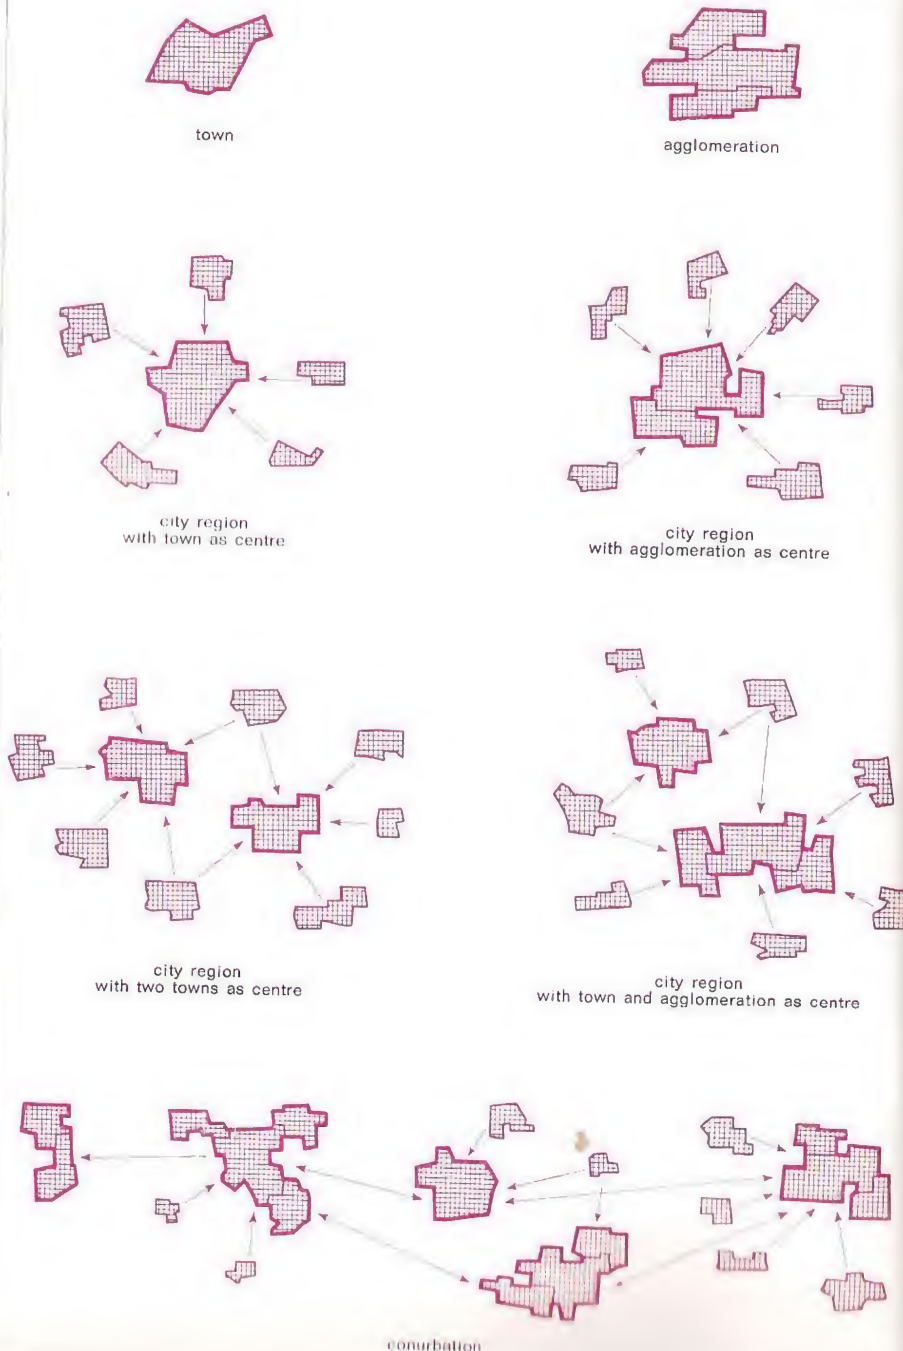 town
agglomeration
city region
with town as centre
city region
with agglomeration as centre
city region
with two towns as centre
city region
with town and agglomeration as centre
conurbation